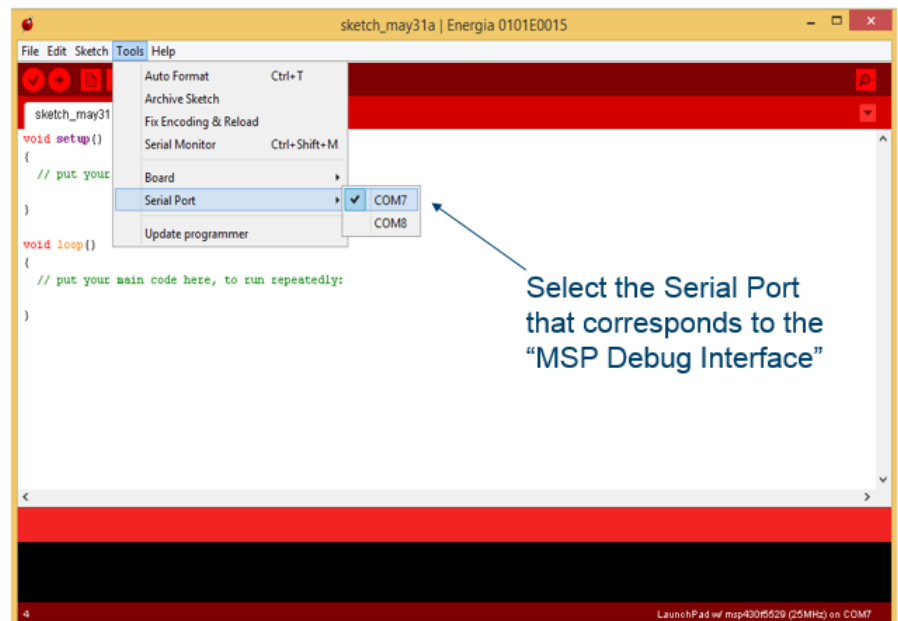 sketch_may31a | Energia 0101E0015
File Edit Sketch Tools Help
Auto Format Ctrl+T
Archive Sketch
sketch_may31
Fix Encoding & Reload
void setup()
Serial Monitor Ctrl+Shift+M
{
// put your
Board
Serial Port
COM7
}
COM8
Update programmer
void loop()
{
// put your main code here, to run repeatedly:
}
Select the Serial Port
that corresponds to the
“MSP Debug Interface”
4
LaunchPad w/ msp430f5529 (25MHz) on COM7